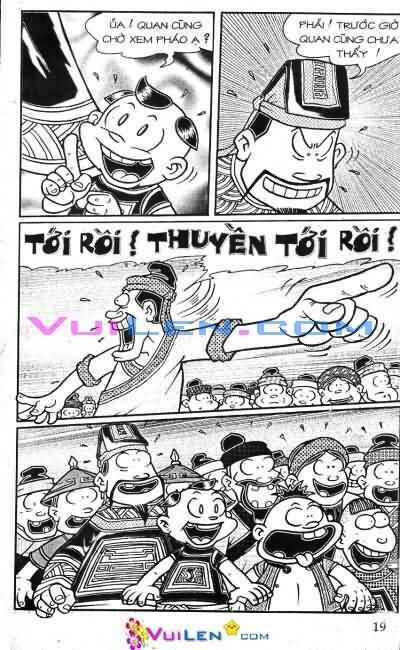 ỦA! QUAN CŨNG
CHỜ XEM PHÁO Ạ?
PHẢI! TRƯỚC GIỜ
QUAN CŨNG CHƯA
THẤY!
TỚI RỒI! THUYỀN TỚI RỒI!
VUILEN.COM
19
VUILEN.COM